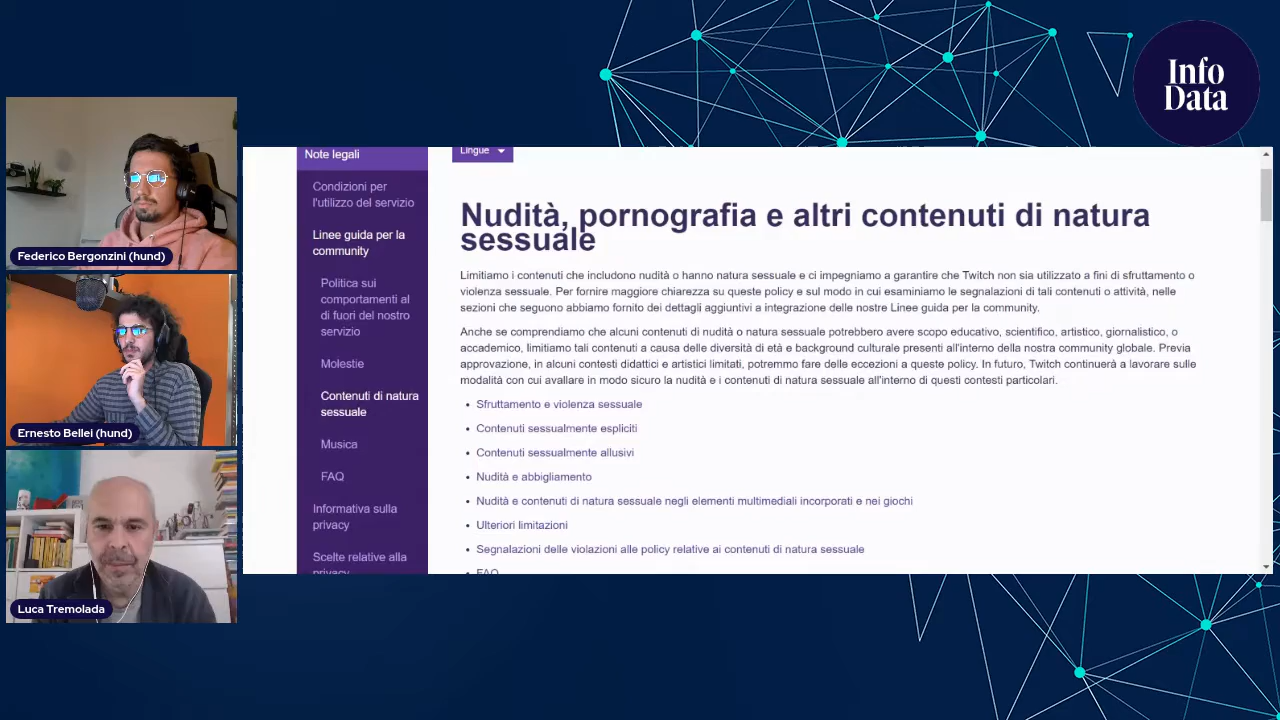 Info
Data
Federico Bergonzini (hund)
Ernesto Bellei (hund)
Luca Tremolada
Note legali
Condizioni per
l'utilizzo del servizio
Linee guida per la
community
Politica sui
comportamenti al
di fuori del nostro
servizio
Molestie
Contenuti di natura
sessuale
Musica
FAQ
Informativa sulla
privacy
Scelte relative alla
privacy
Lingue
Nudità, pornografia e altri contenuti di natura
sessuale
Limitiamo i contenuti che includono nudità o hanno natura sessuale e ci impegniamo a garantire che Twitch non sia utilizzato a fini di sfruttamento o
violenza sessuale. Per fornire maggiore chiarezza su queste policy e sul modo in cui esaminiamo le segnalazioni di tali contenuti o attività, nelle
sezioni che seguono abbiamo fornito dei dettagli aggiuntivi a integrazione delle nostre Linee guida per la community.
Anche se comprendiamo che alcuni contenuti di nudità o natura sessuale potrebbero avere scopo educativo, scientifico, artistico, giornalistico, o
accademico, limitiamo tali contenuti a causa delle diversità di età e background culturale presenti all'interno della nostra community globale. Previa
approvazione, in alcuni contesti didattici e artistici limitati, potremmo fare delle eccezioni a queste policy. In futuro, Twitch continuerà a lavorare sulle
modalità con cui avallare in modo sicuro la nudità e i contenuti di natura sessuale all'interno di questi contesti particolari.
• Sfruttamento e violenza sessuale
• Contenuti sessualmente espliciti
• Contenuti sessualmente allusivi
• Nudità e abbigliamento
• Nudità e contenuti di natura sessuale negli elementi multimediali incorporati e nei giochi
• Ulteriori limitazioni
• Segnalazioni delle violazioni alle policy relative ai contenuti di natura sessuale
• FAQ